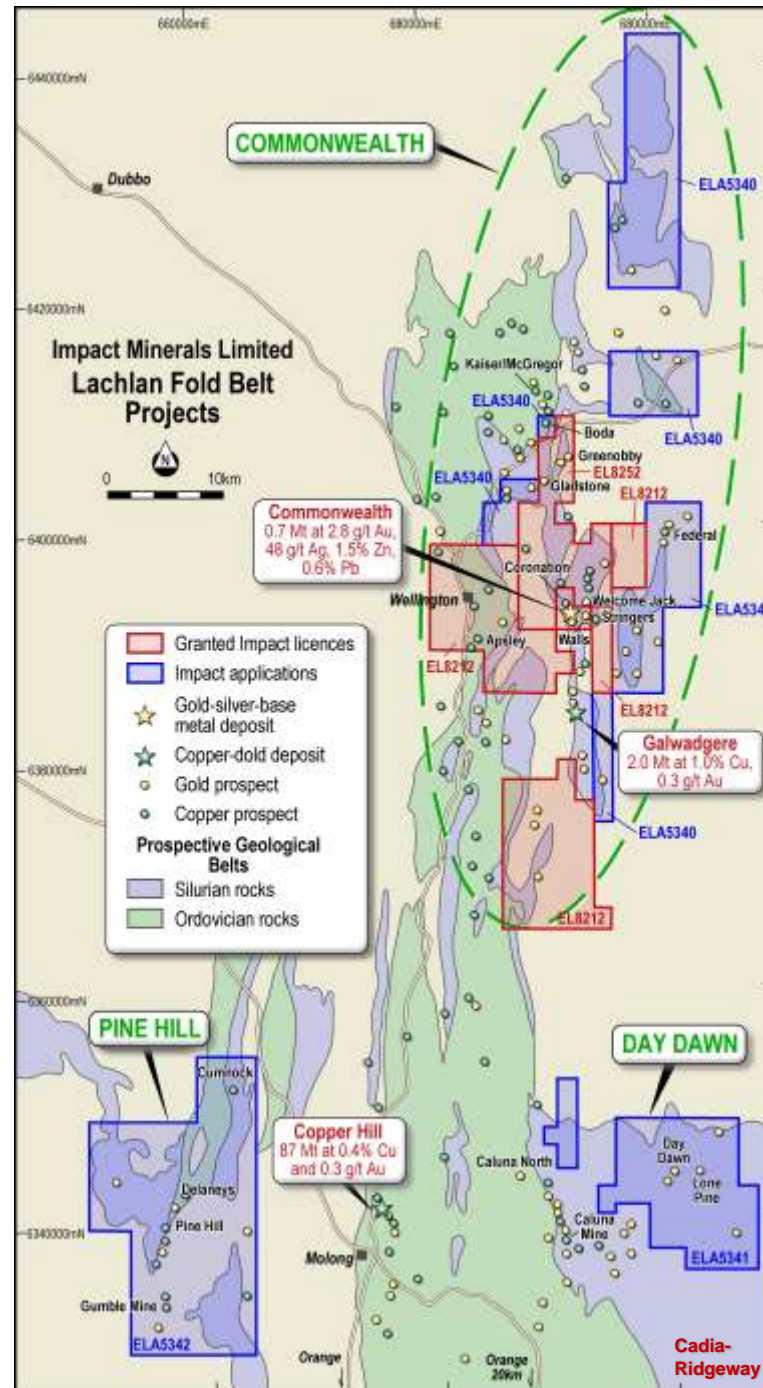 660000mE
680000mE
680000mE
6440000mN
COMMONWEALTH
Dubbo
ELA5340
6420000mN
Impact Minerals Limited
Lachlan Fold Belt
Projects
N
0
10km
Kaiser/McGregor
ELA5340
Boda
ELA5340
ELA5340
Greenobby
EL8252
Gladstone
EL8212
Commonwealth
0.7 Mt at 2.8 g/t Au,
48 g/t Ag, 1.5% Zn,
0.6% Pb
6400000mN
Federal
Coronation
Wellington
Welcome Jack
Stringers
ELA534
Apsley
Walls
EL8212
EL8212
Granted Impact licences
Impact applications
Gold-silver-base
metal deposit
Copper-dold deposit
Gold prospect
Copper prospect
Prospective Geological
Belts
Silurian rocks
Ordovician rocks
Galwadgere
2.0 Mt at 1.0% Cu,
0.3 g/t Au
6380000mN
ELA5340
EL8212
6360000mN
PINE HILL
DAY DAWN
Cumnock
Copper Hill
87 Mt at 0.4% Cu
and 0.3 g/t Au
Caluna North
Day
Dawn
Lone
Pine
Delaneys
Pine Hill
6340000mN
Caluna
Mine
Molong
ELA5341
Gumble Mine
ELA5342
Orange
Orange
20km
Cadia-
Ridgeway